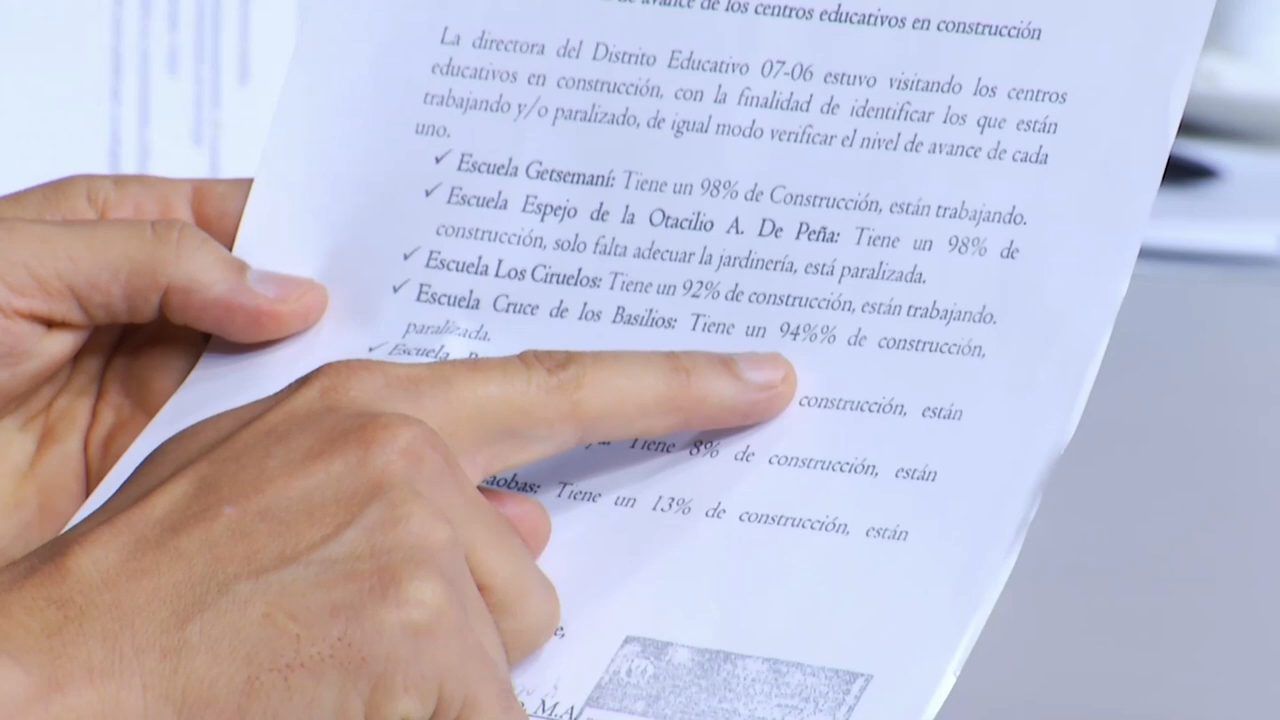 de avance de los centros educativos en construcción
La directora del Distrito Educativo 07-06 estuvo visitando los centros
educativos en construcción, con la finalidad de identificar los que están
trabajando y/o paralizado, de igual modo verificar el nivel de avance de cada
uno.
✓ Escuela Getsemaní: Tiene un 98% de Construcción, están trabajando.
✓ Escuela Espejo de la Otacilio A. De Peña: Tiene un 98% de
construcción, solo falta adecuar la jardinería, está paralizada.
✓ Escuela Los Ciruelos: Tiene un 92% de construcción, están trabajando.
✓ Escuela Cruce de los Basilios: Tiene un 94%% de construcción,
paralizada.
✓ Escuela
construcción, están
Tiene 8% de construcción, están
Tiene un 13% de construcción, están
M.A